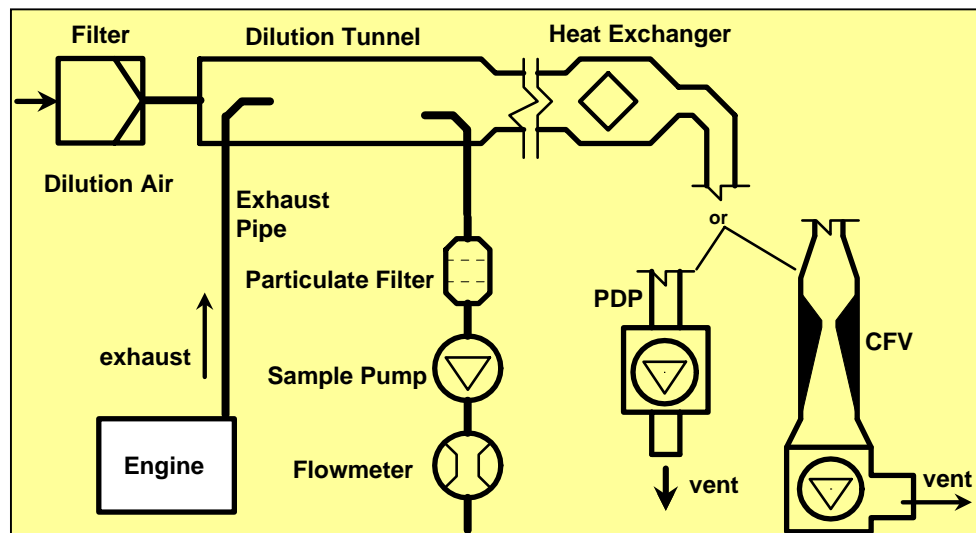 Filter
Dilution Tunnel
Heat Exchanger
Dilution Air
Exhaust
Pipe
or
Particulate Filter
PDP
exhaust
CFV
Sample Pump
Engine
Flowmeter
vent
vent